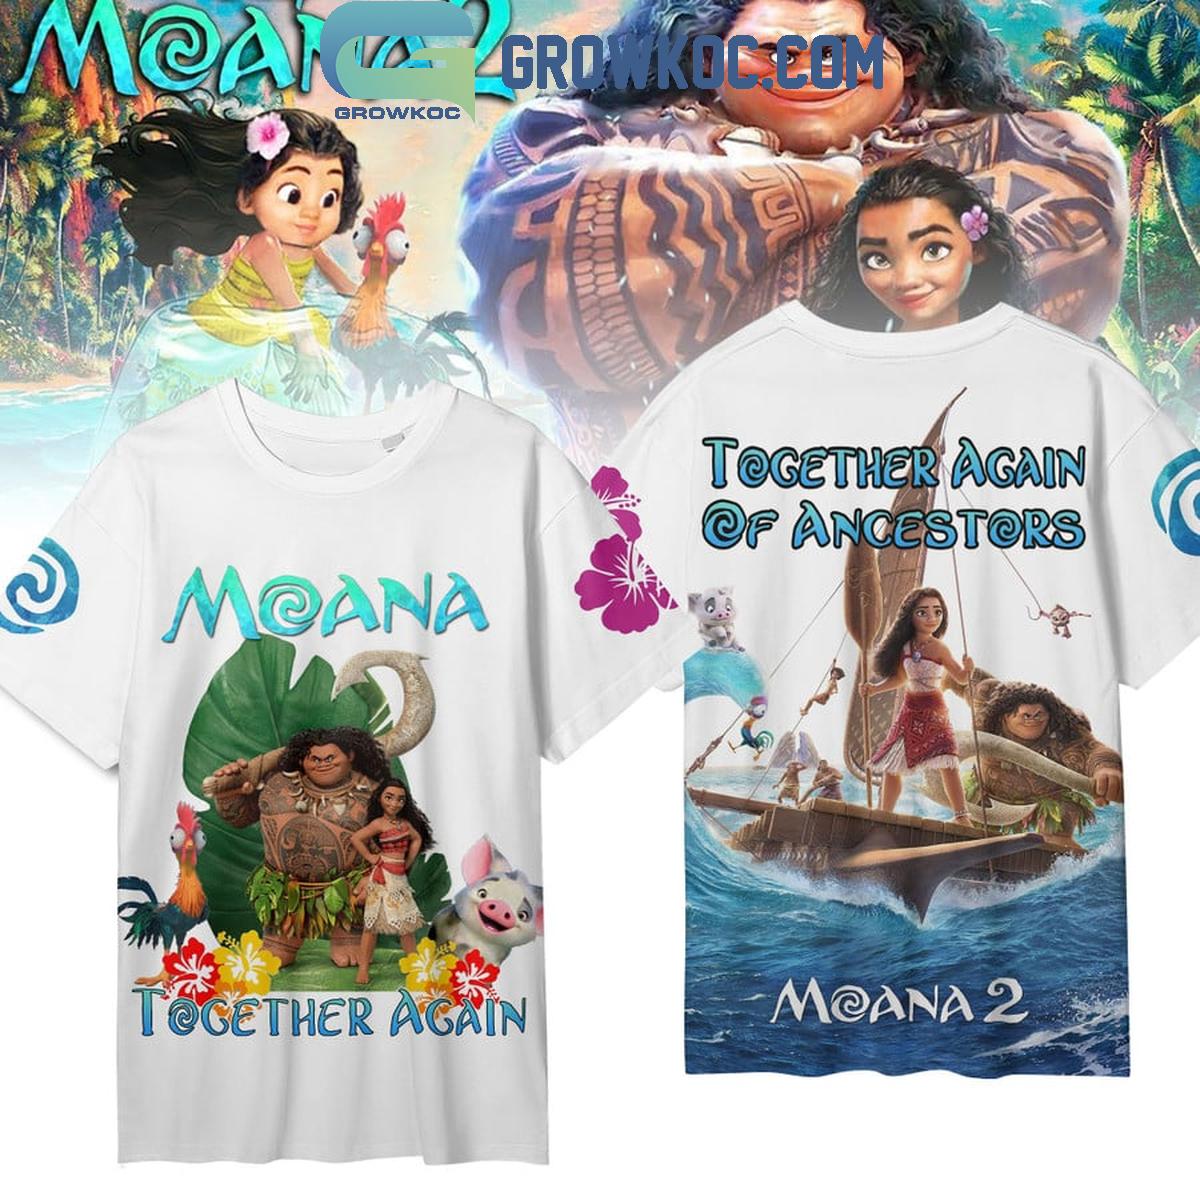 MOANA 2
GROWKOC
GROWKOC.COM
MOANA
TOGETHER AGAIN
TOGETHER AGAIN
OF ANCESTORS
MOANA 2